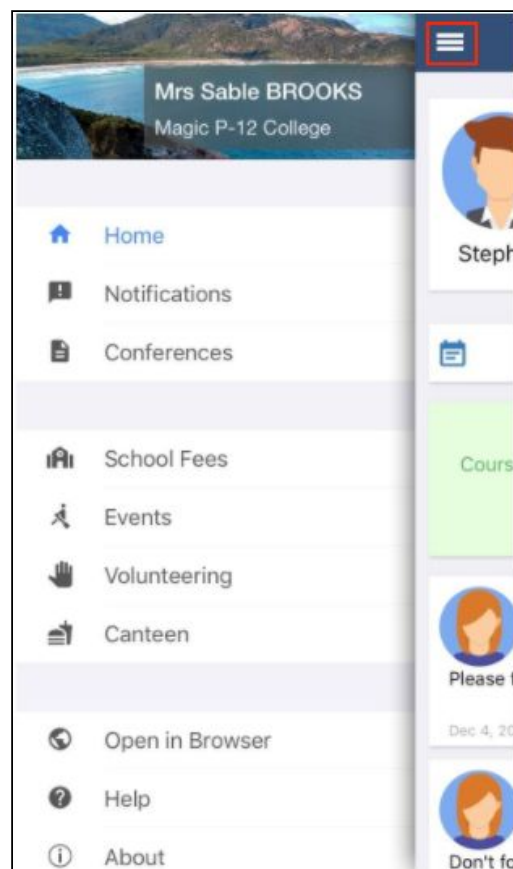 Mrs Sable BROOKS
Magic P-12 College
Home
Notifications
Conferences
School Fees
Events
Volunteering
Canteen
Open in Browser
Help
About
Steph
Cours
Please f
Dec 4, 20
Don't fo